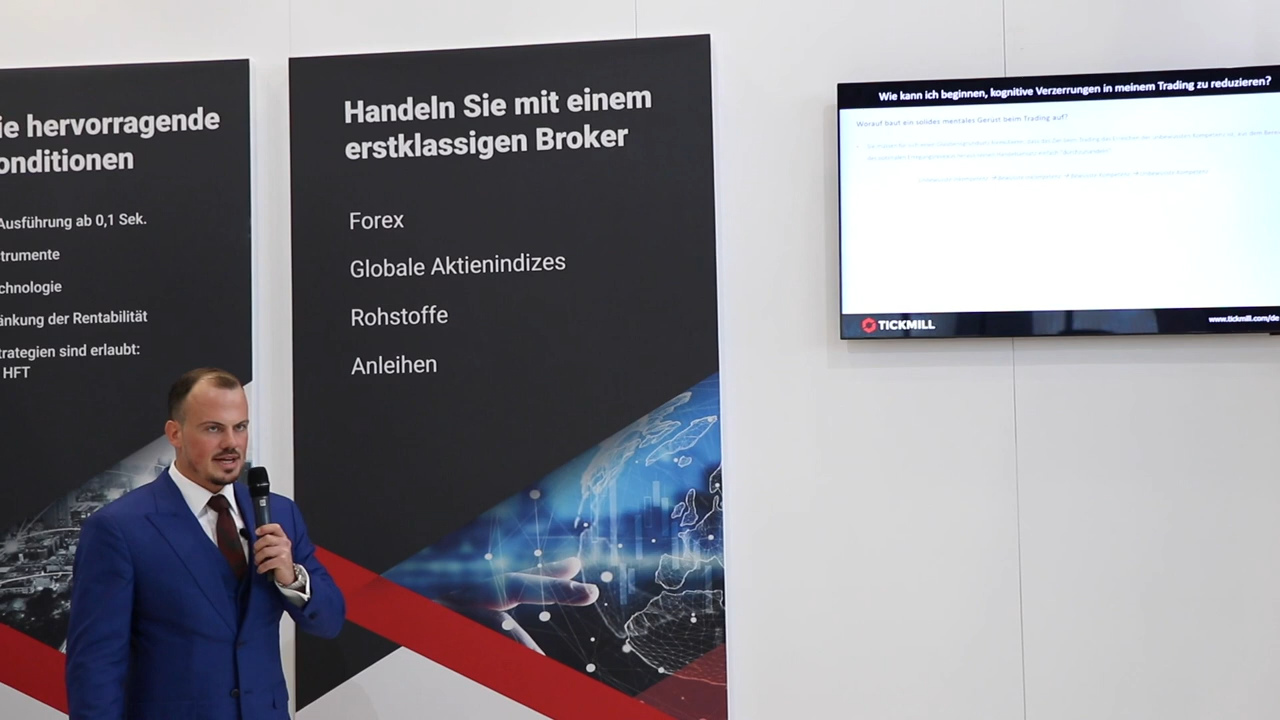 ie hervorragende
onditionen
Ausführung ab 0,1 Sek.
trumente
chnologie
änkung der Rentabilität
trategien sind erlaubt:
HFT
Handeln Sie mit einem
erstklassigen Broker
Forex
Globale Aktienindizes
Rohstoffe
Anleihen
Wie kann ich beginnen, kognitive Verzerrungen in meinem Trading zu reduzieren?
Worauf baut ein solides mentales Gerüst beim Trading auf?
TICKMILL
www.tickmill.com/de